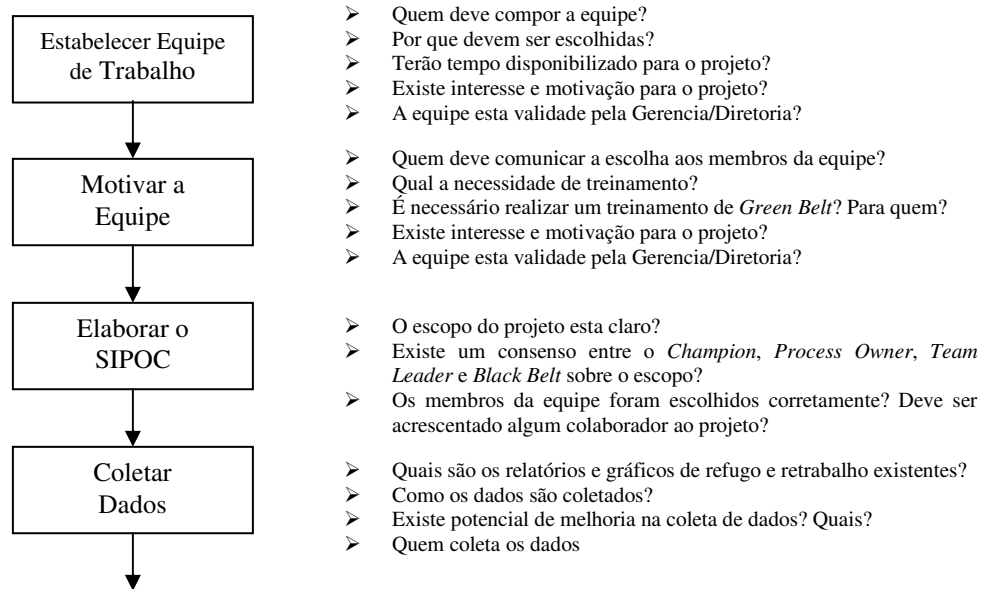 Estabelecer Equipe
de Trabalho
➢ Quem deve compor a equipe?
➢ Por que devem ser escolhidas?
➢ Terão tempo disponibilizado para o projeto?
➢ Existe interesse e motivação para o projeto?
➢ A equipe esta validade pela Gerencia/Diretoria?
Motivar a
Equipe
➢ Quem deve comunicar a escolha aos membros da equipe?
➢ Qual a necessidade de treinamento?
➢ É necessário realizar um treinamento de Green Belt? Para quem?
➢ Existe interesse e motivação para o projeto?
➢ A equipe esta validade pela Gerencia/Diretoria?
Elaborar o
SIPOC
➢ O escopo do projeto esta claro?
➢ Existe um consenso entre o Champion, Process Owner, Team
Leader e Black Belt sobre o escopo?
➢ Os membros da equipe foram escolhidos corretamente? Deve ser
acrescentado algum colaborador ao projeto?
Coletar
Dados
➢ Quais são os relatórios e gráficos de refugo e retrabalho existentes?
➢ Como os dados são coletados?
➢ Existe potencial de melhoria na coleta de dados? Quais?
➢ Quem coleta os dados